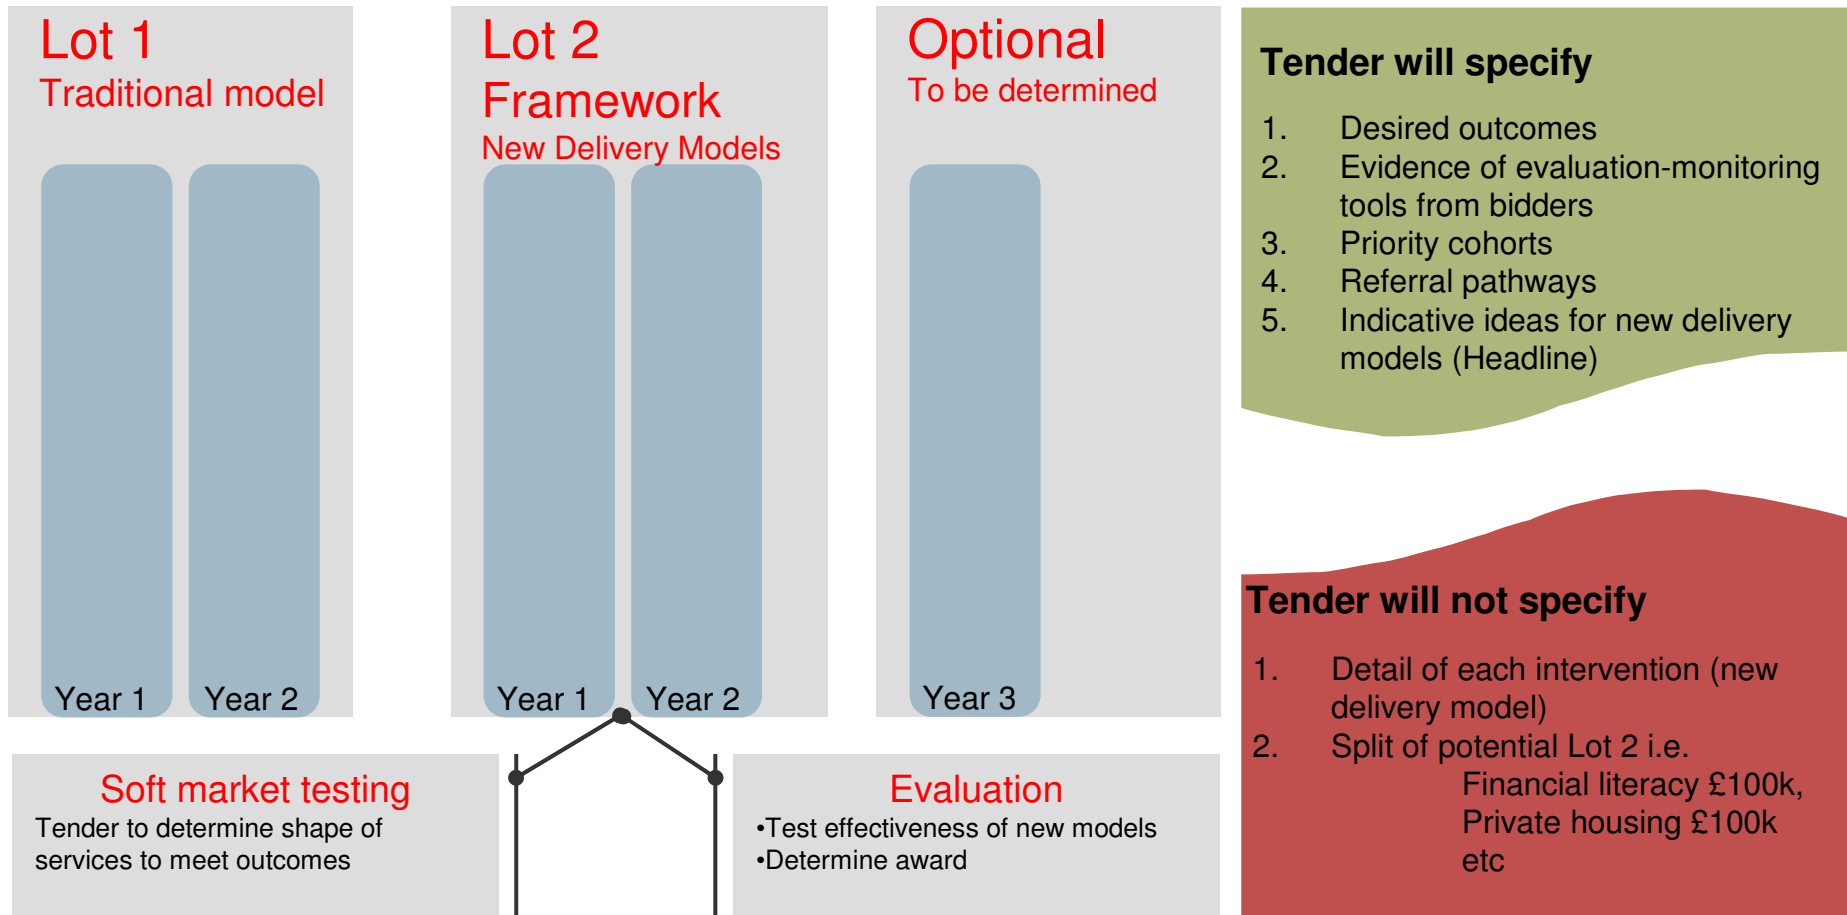 Lot 1
Traditional model
Year 1
Year 2
Lot 2
Framework
New Delivery Models
Year 1
Year 2
Optional
To be determined
Year 3
Soft market testing
Tender to determine shape of
services to meet outcomes
Evaluation
•Test effectiveness of new models
•Determine award
Tender will specify
1. Desired outcomes
2. Evidence of evaluation-monitoring
tools from bidders
3. Priority cohorts
4. Referral pathways
5. Indicative ideas for new delivery
models (Headline)
Tender will not specify
1. Detail of each intervention (new
delivery model)
2. Split of potential Lot 2 i.e.
Financial literacy £100k,
Private housing £100k
etc